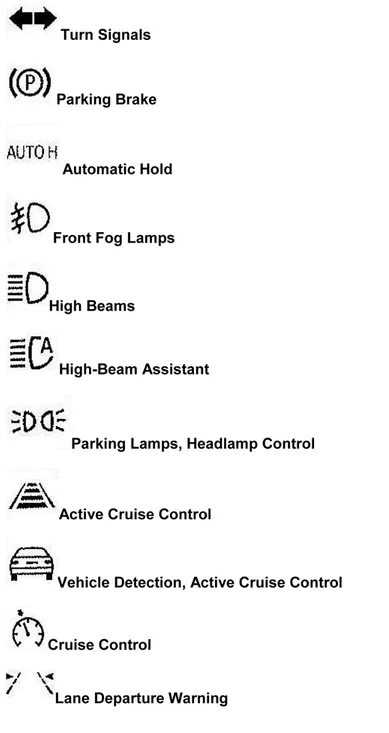 Turn Signals
(P) Parking Brake
AUTO H
Automatic Hold
Front Fog Lamps
High Beams
A
High-Beam Assistant
Parking Lamps, Headlamp Control
Active Cruise Control
Vehicle Detection, Active Cruise Control
Cruise Control
Lane Departure Warning